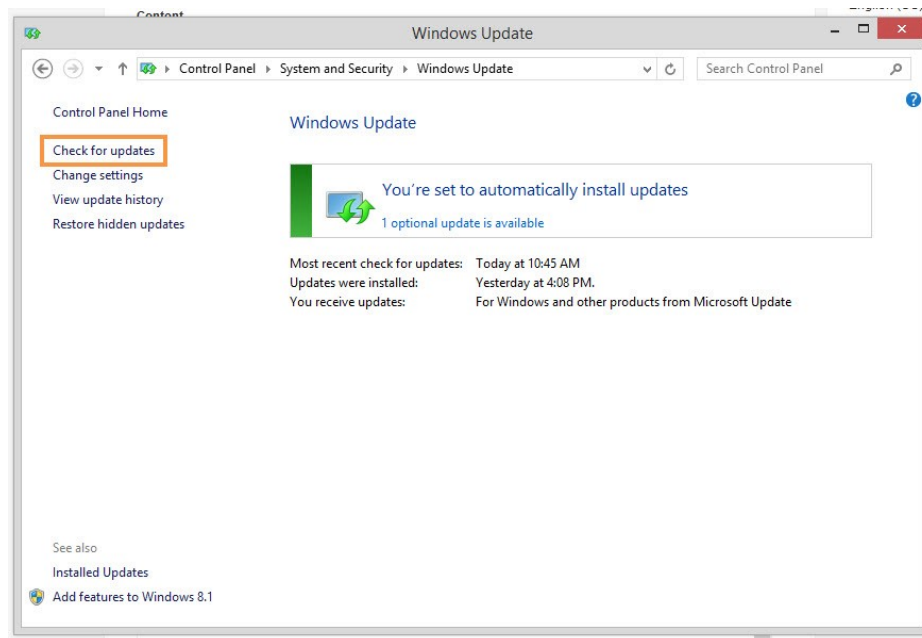 Content
Windows Update
Control Panel System and Security Windows Update
Search Control Panel
Control Panel Home
Check for updates
Change settings
View update history
Restore hidden updates
Windows Update
You're set to automatically install updates
1 optional update is available
Most recent check for updates: Today at 10:45 AM
Updates were installed: Yesterday at 4:08 PM.
You receive updates: For Windows and other products from Microsoft Update
See also
Installed Updates
Add features to Windows 8.1